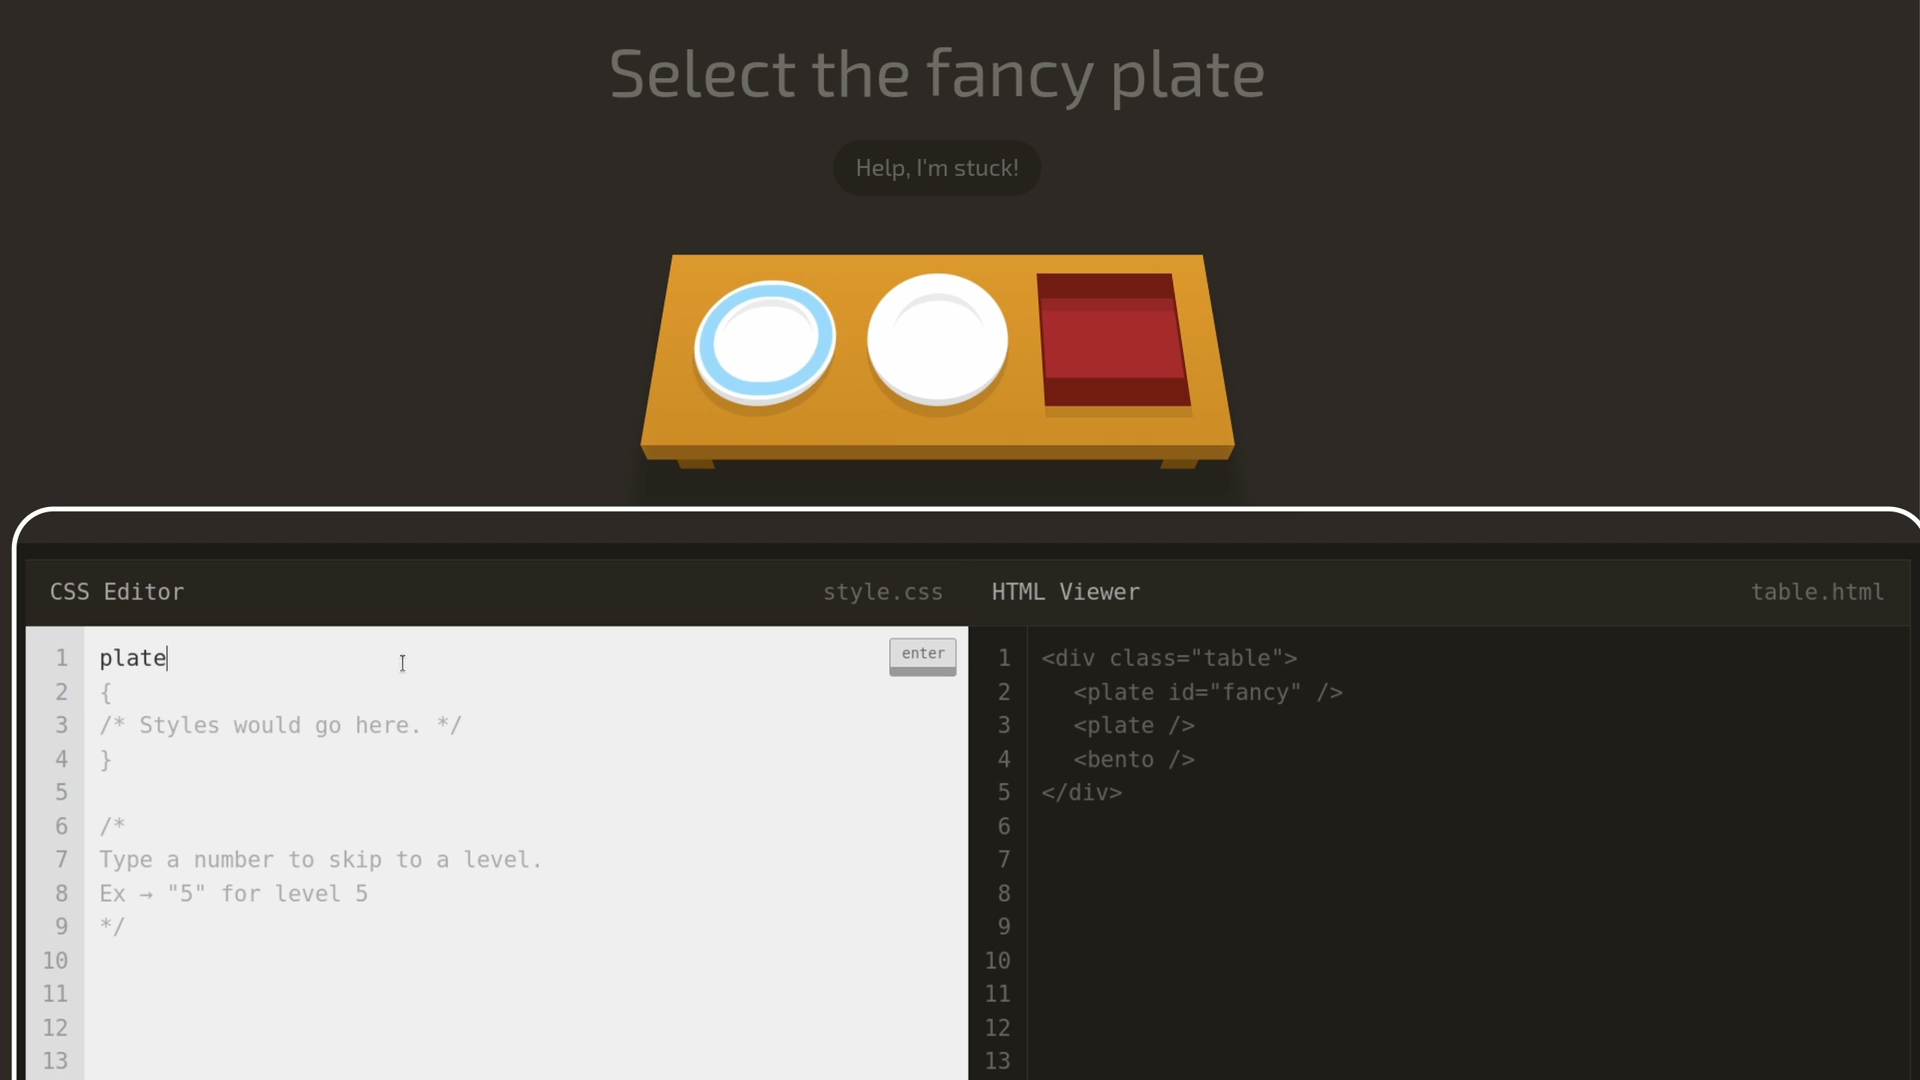 Select the fancy plate
Help, I'm stuck!
CSS Editor
style.css
1 plate
enter
2 {
3 /* Styles would go here. */
4 }
5
6 /*
7 Type a number to skip to a level.
8 Ex → "5" for level 5
9 */
10
11
12
13
HTML Viewer
table.html
1 <div class="table">
2 <plate id="fancy" />
3 <plate />
4 <bento />
5 </div>
6
7
8
9
10
11
12
13